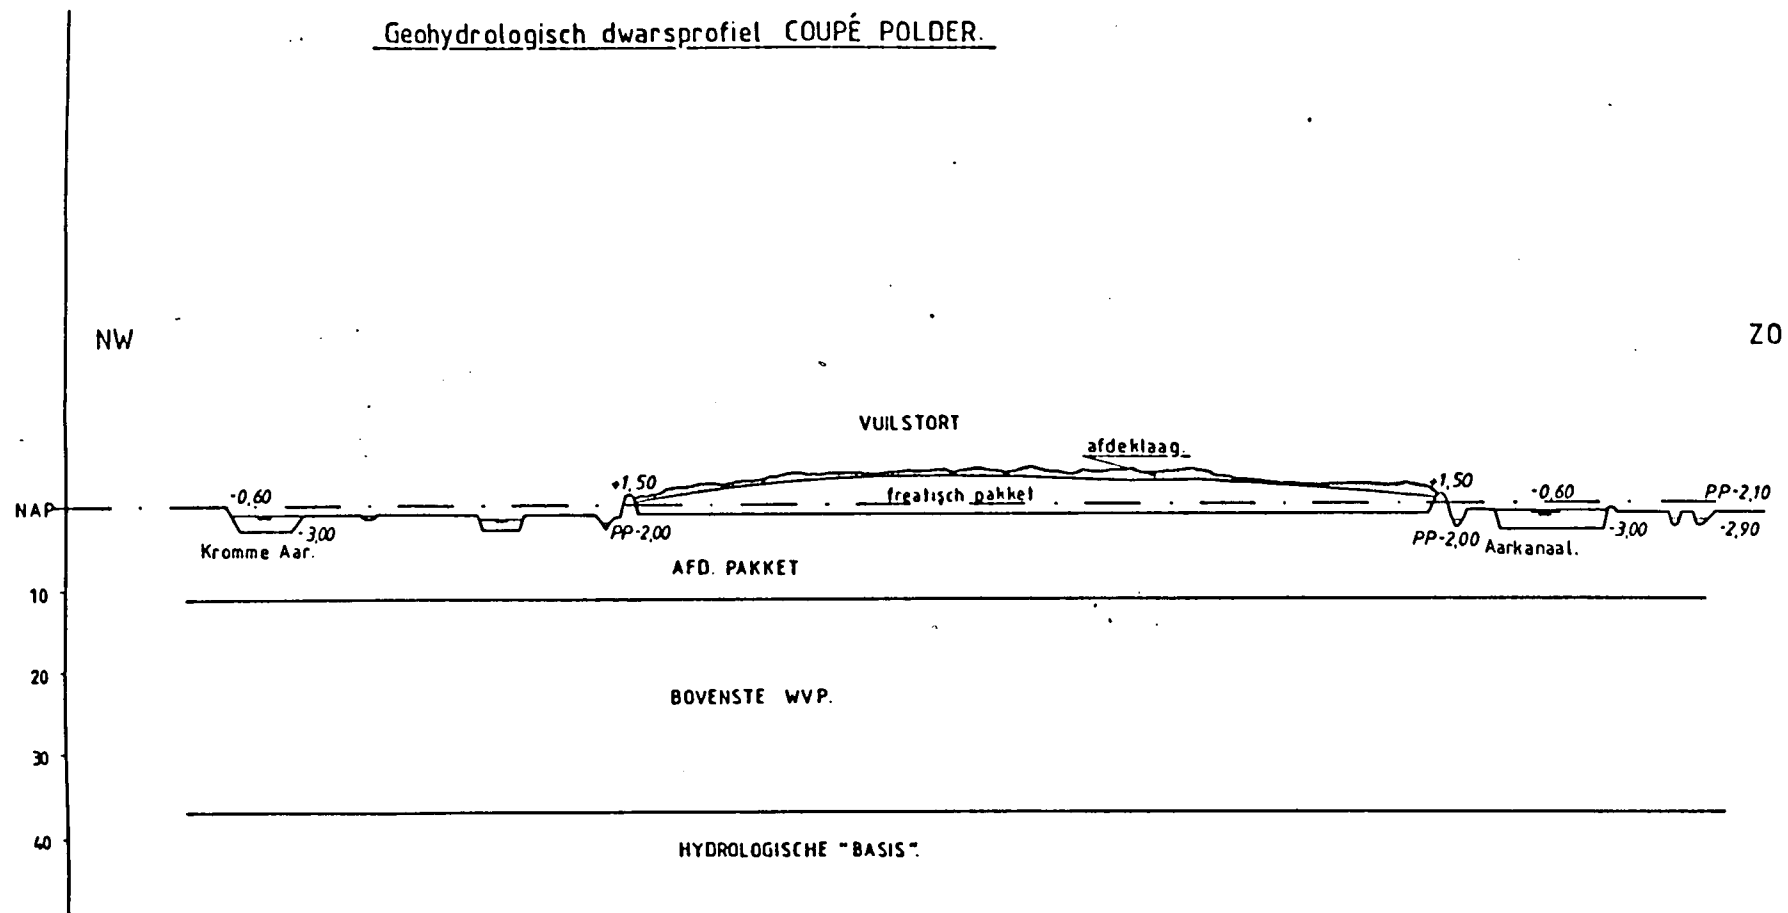 Geohydrologisch dwarsprofiel COUPÉ POLDER.
NW
ZO
VUILSTORT
afdeklaag.
+1,50
+1,50
-0,60
-0,60
PP-2,10
freatisch pakket
NAP
-3,00
PP-2,00
PP-2,00
-3,00
-2,90
Kromme Aar.
Aarkanaal.
AFD. PAKKET
10
20
BOVENSTE WVP.
30
40
HYDROLOGISCHE "BASIS".